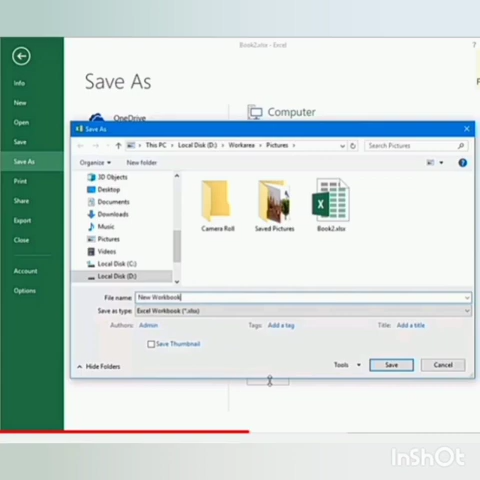 Book2.xlsx - Excel
?
Info
New
Open
Save
Save As
Print
Share
Export
Close
Account
Options
Save As
OneDrive
Computer
Save As
This PC > Local Disk (D:) > Workarea > Pictures >
Search Pictures
Organize
New folder
3D Objects
Desktop
Documents
Downloads
Music
Pictures
Videos
Local Disk (C:)
Local Disk (D:)
Camera Roll
Saved Pictures
Book2.xlsx
File name: New Workbook
Save as type: Excel Workbook (*.xlsx)
Authors: Admin
Tags: Add a tag
Title: Add a title
Save Thumbnail
Hide Folders
Tools
Save
Cancel
InShOt